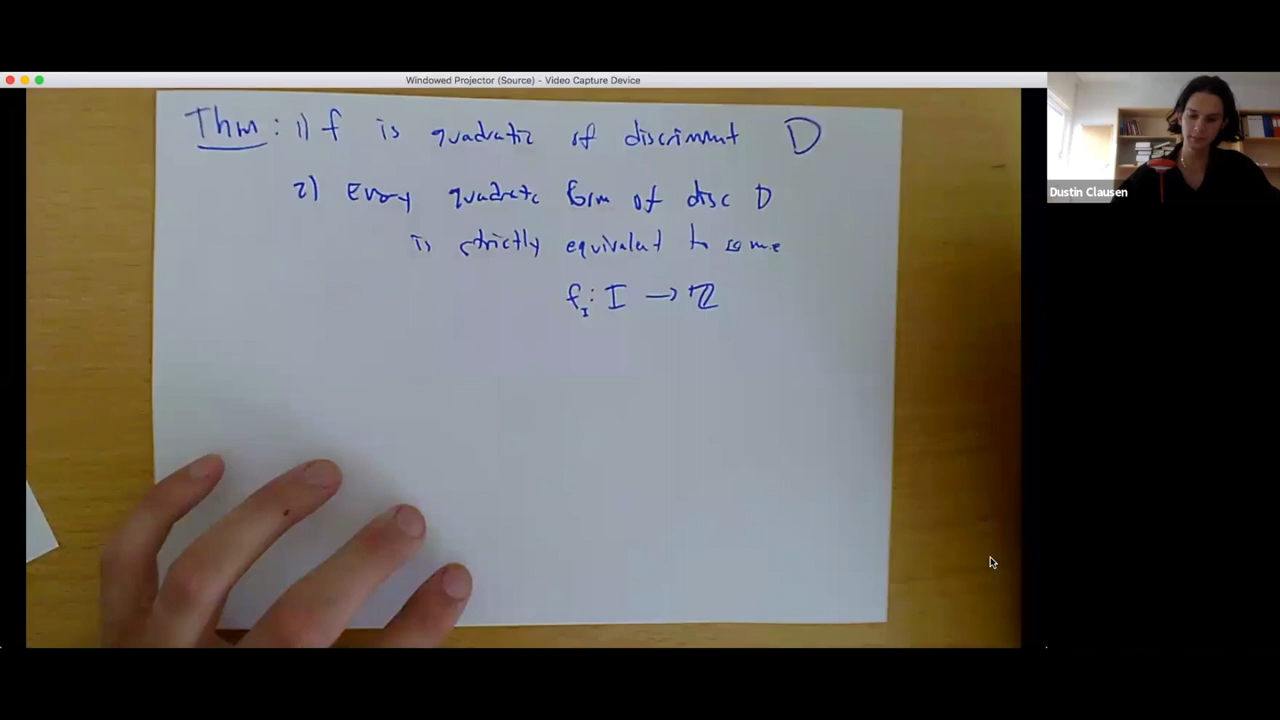 Windowed Projector (Source) - Video Capture Device
Thm: 1) f is quadratic of discriminant D
2) Every quadratic form of disc D
is strictly equivalent to some
f_I: I → ℤ
Dustin Clausen